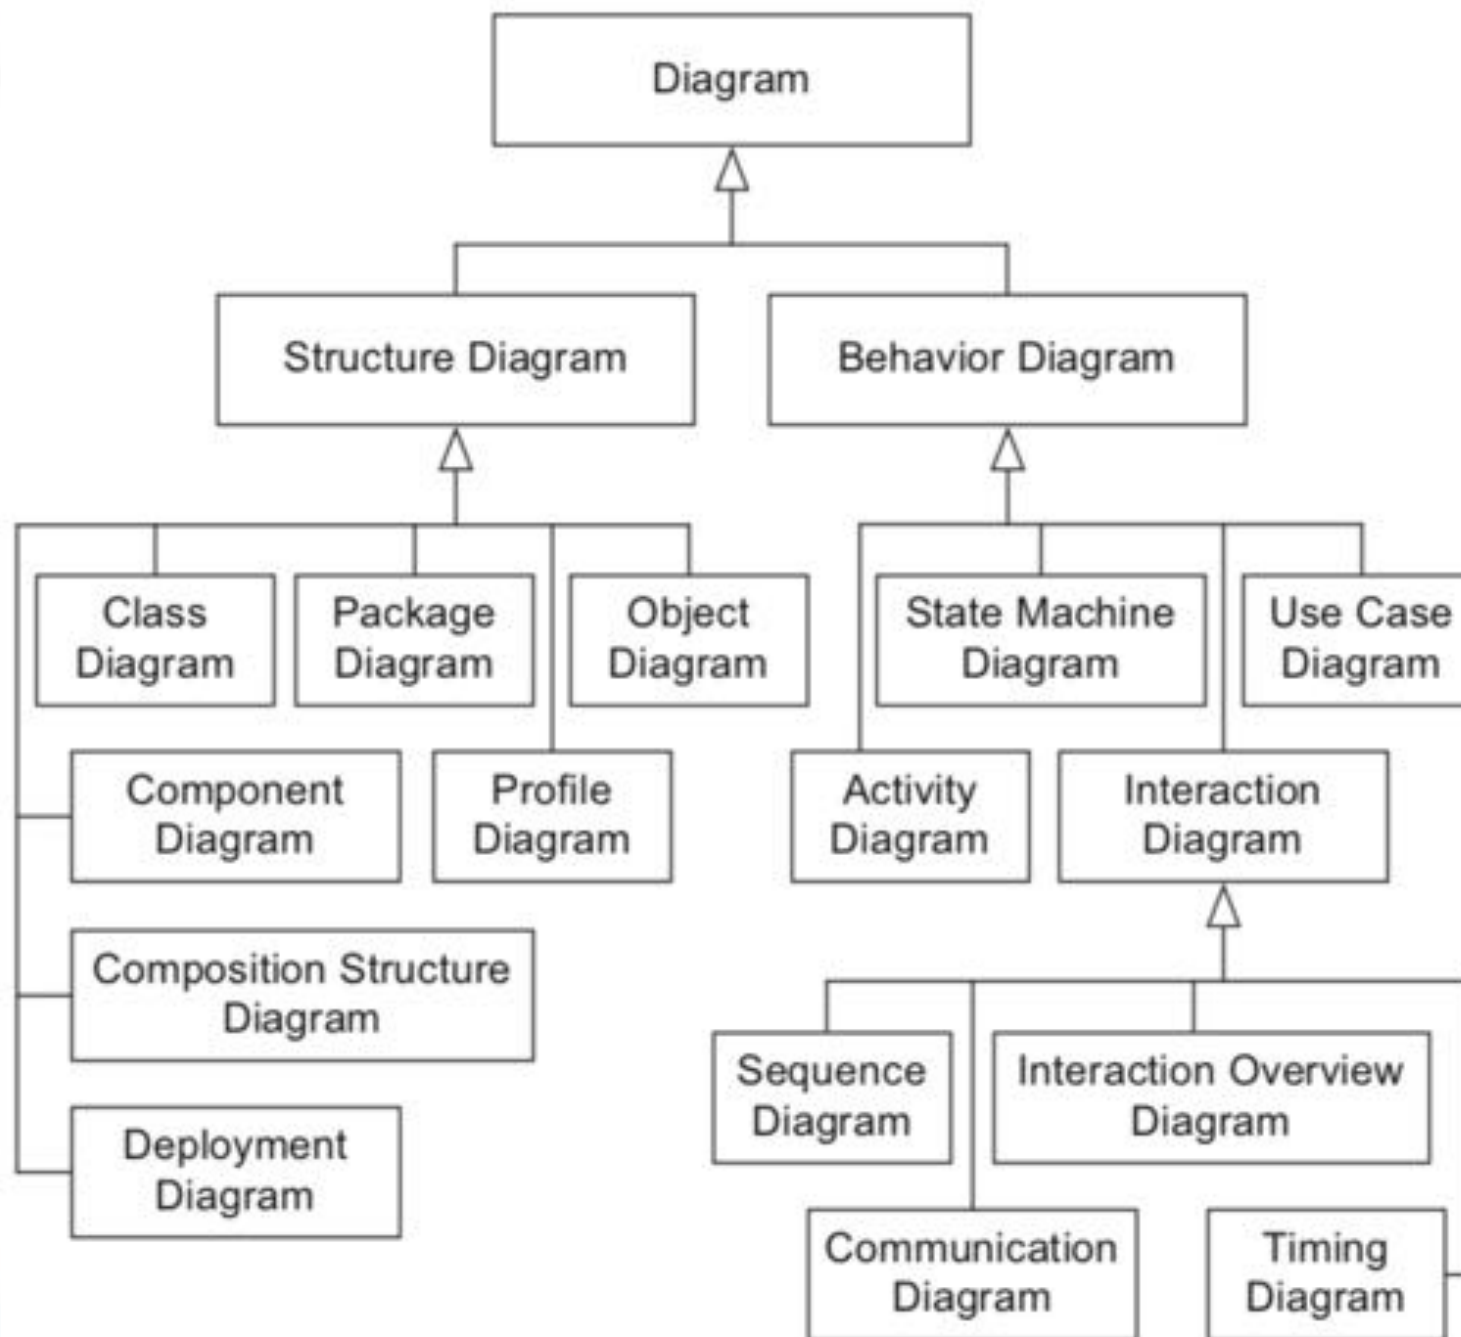 Diagram
Structure Diagram
Behavior Diagram
Class
Diagram
Package
Diagram
Object
Diagram
State Machine
Diagram
Use Case
Diagram
Component
Diagram
Profile
Diagram
Activity
Diagram
Interaction
Diagram
Composition Structure
Diagram
Sequence
Diagram
Interaction Overview
Diagram
Deployment
Diagram
Communication
Diagram
Timing
Diagram